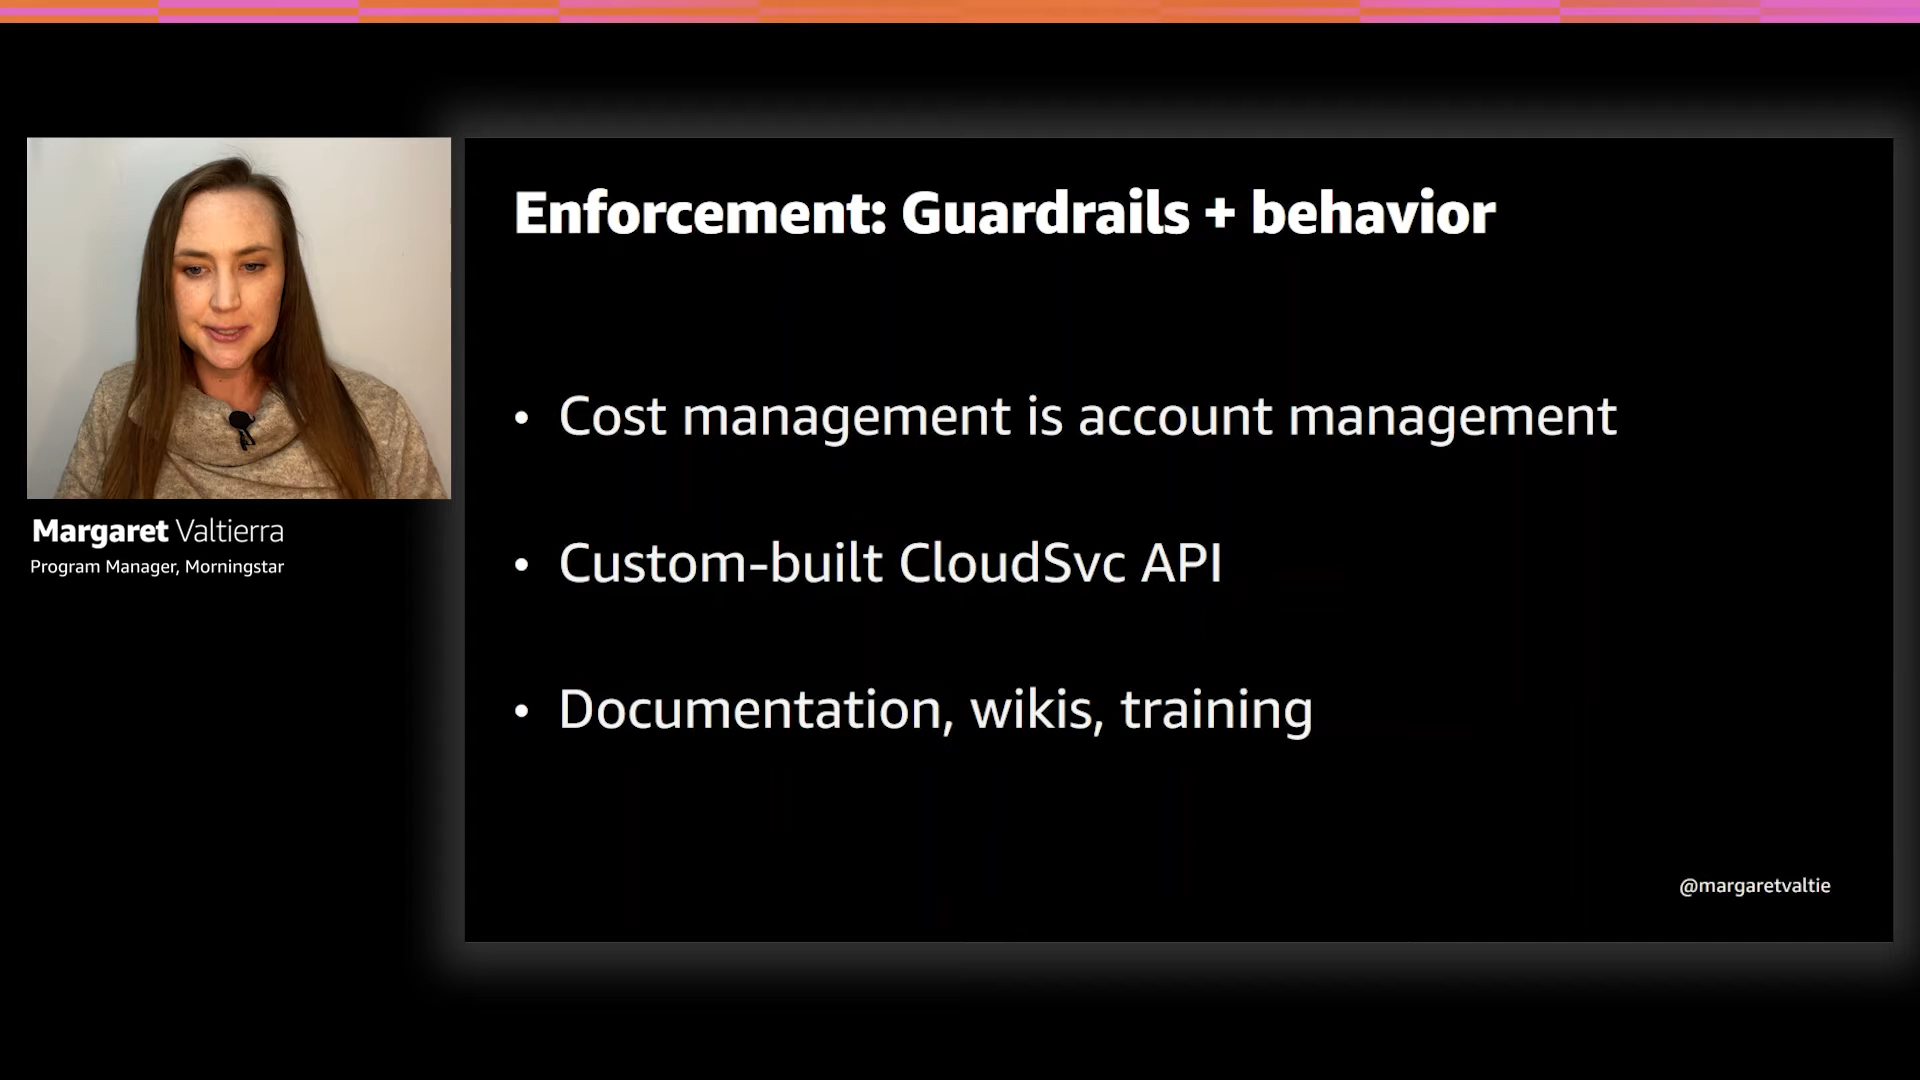 Enforcement: Guardrails + behavior
• Cost management is account management
• Custom-built CloudSvc API
• Documentation, wikis, training
@margaretvaltie
Margaret Valtierra
Program Manager, Morningstar